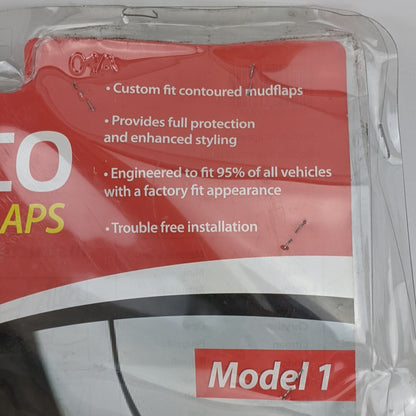 • Custom fit contoured mudflaps
• Provides full protection
and enhanced styling
CO
• Engineered to fit 95% of all vehicles
with a factory fit appearance
APS
• Trouble free installation
Model 1